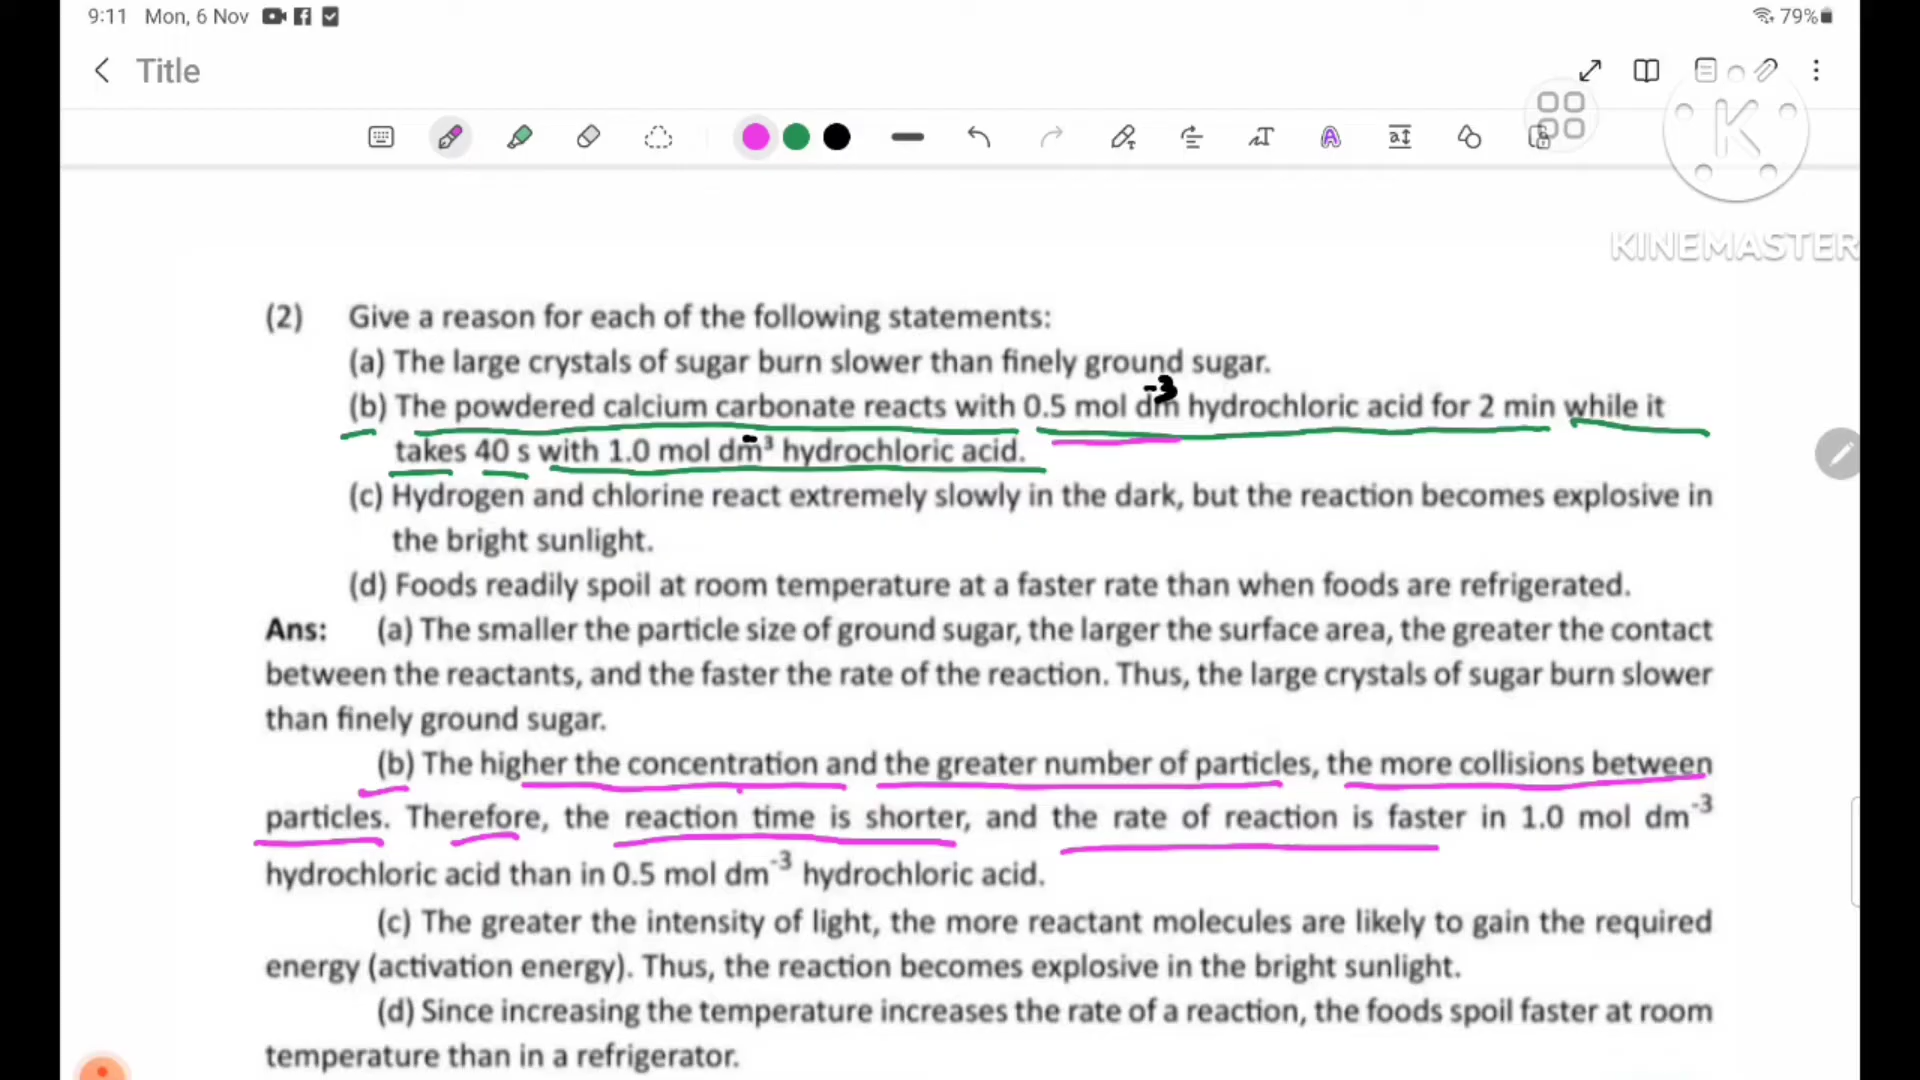 9:11 Mon, 6 Nov
79%
Title
K
KINEMASTER
(2) Give a reason for each of the following statements:
(a) The large crystals of sugar burn slower than finely ground sugar.
(b) The powdered calcium carbonate reacts with 0.5 mol dm-3 hydrochloric acid for 2 min while it
takes 40 s with 1.0 mol dm-3 hydrochloric acid.
(c) Hydrogen and chlorine react extremely slowly in the dark, but the reaction becomes explosive in
the bright sunlight.
(d) Foods readily spoil at room temperature at a faster rate than when foods are refrigerated.
Ans: (a) The smaller the particle size of ground sugar, the larger the surface area, the greater the contact
between the reactants, and the faster the rate of the reaction. Thus, the large crystals of sugar burn slower
than finely ground sugar.
(b) The higher the concentration and the greater number of particles, the more collisions between
particles. Therefore, the reaction time is shorter, and the rate of reaction is faster in 1.0 mol dm-3
hydrochloric acid than in 0.5 mol dm-3 hydrochloric acid.
(c) The greater the intensity of light, the more reactant molecules are likely to gain the required
energy (activation energy). Thus, the reaction becomes explosive in the bright sunlight.
(d) Since increasing the temperature increases the rate of a reaction, the foods spoil faster at room
temperature than in a refrigerator.